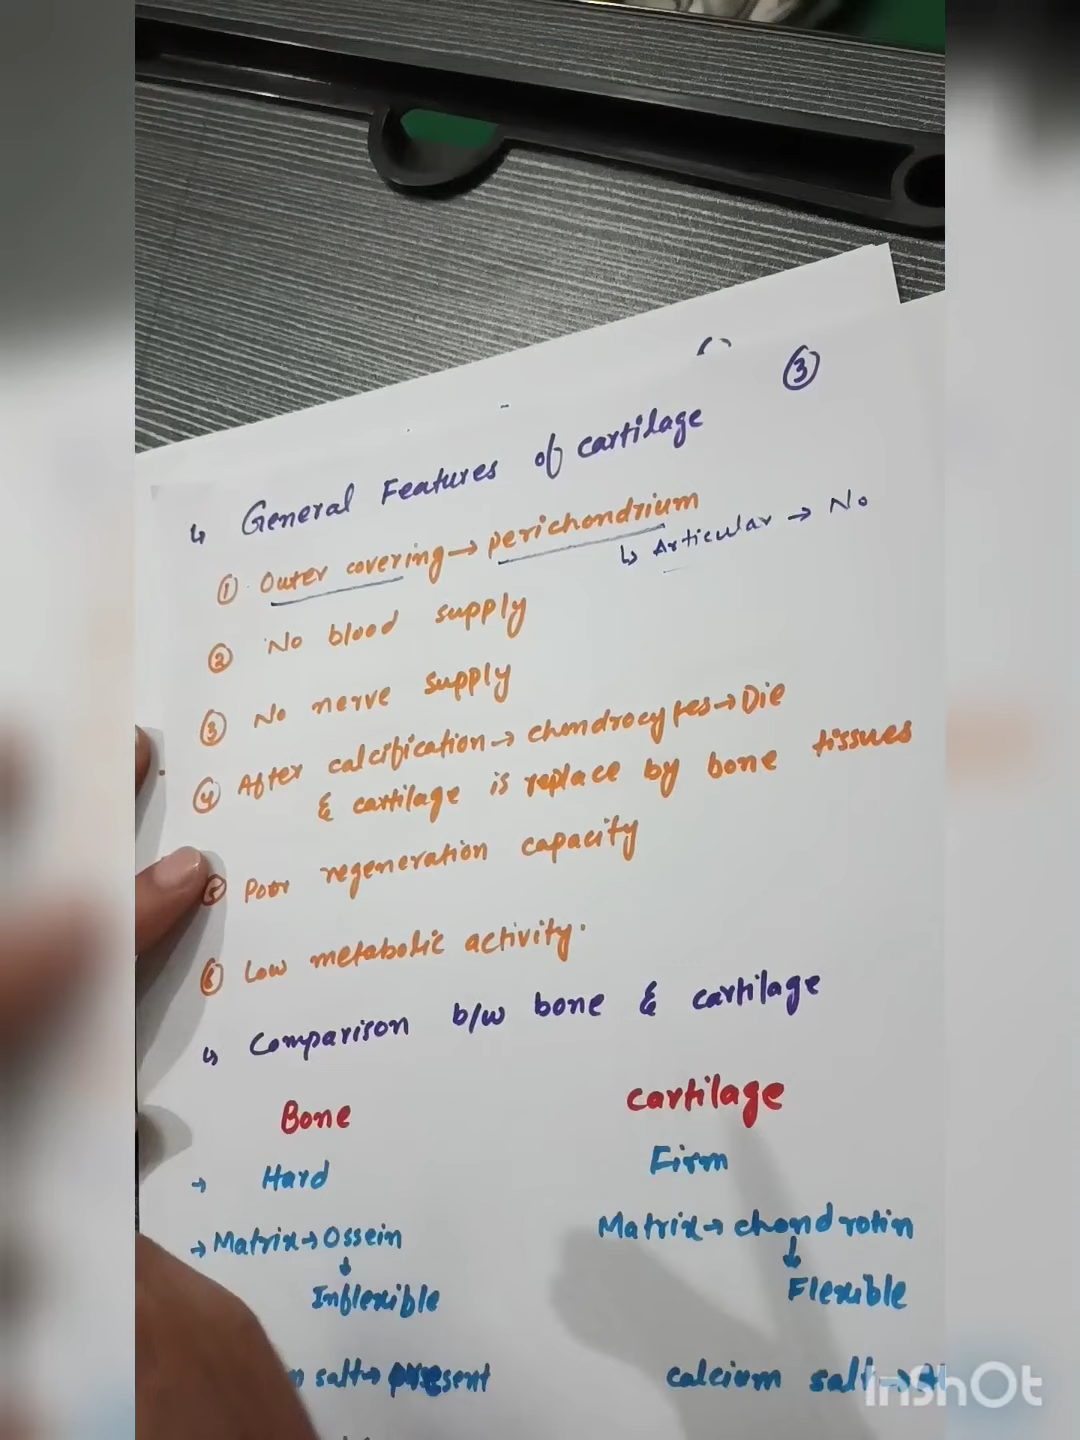 ③
↳ General Features of cartilage
① Outer covering → perichondrium
↳ Articular → No
② No blood supply
③ No nerve supply
④ After calcification → chondrocytes → Die
& cartilage is replace by bone tissues
⑤ Poor regeneration capacity
⑥ Low metabolic activity.
↳ Comparison b/w bone & cartilage
Bone cartilage
→ Hard Firm
→ Matrix → Ossein Matrix → chondrotin
↓ ↓
Inflexible Flexible
salt → present calcium salt →
InShOt